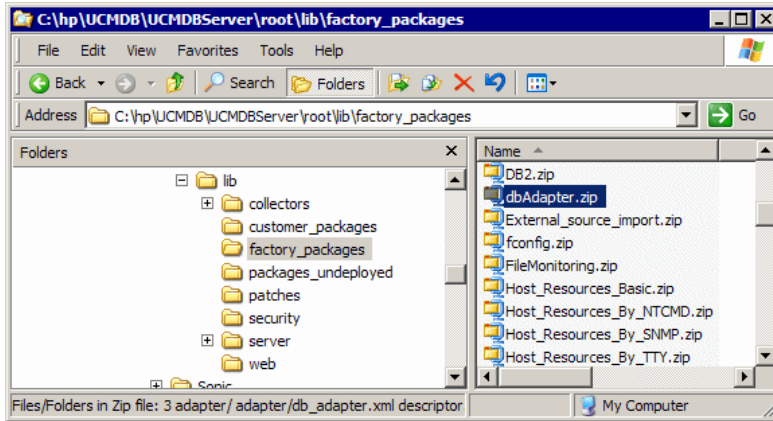 C:\hp\UCMDB\UCMDBServer\root\lib\factory_packages
File Edit View Favorites Tools Help
Back Search Folders
Address C:\hp\UCMDB\UCMDBServer\root\lib\factory_packages Go
Folders
lib
collectors
customer_packages
factory_packages
packages_undeployed
patches
security
server
web
Sonic
Name
DB2.zip
dbAdapter.zip
External_source_import.zip
fconfig.zip
FileMonitoring.zip
Host_Resources_Basic.zip
Host_Resources_By_NTCMD.zip
Host_Resources_By_SNMP.zip
Host_Resources_By_TTY.zip
Files/Folders in Zip file: 3 adapter/ adapter/db_adapter.xml descriptor
My Computer